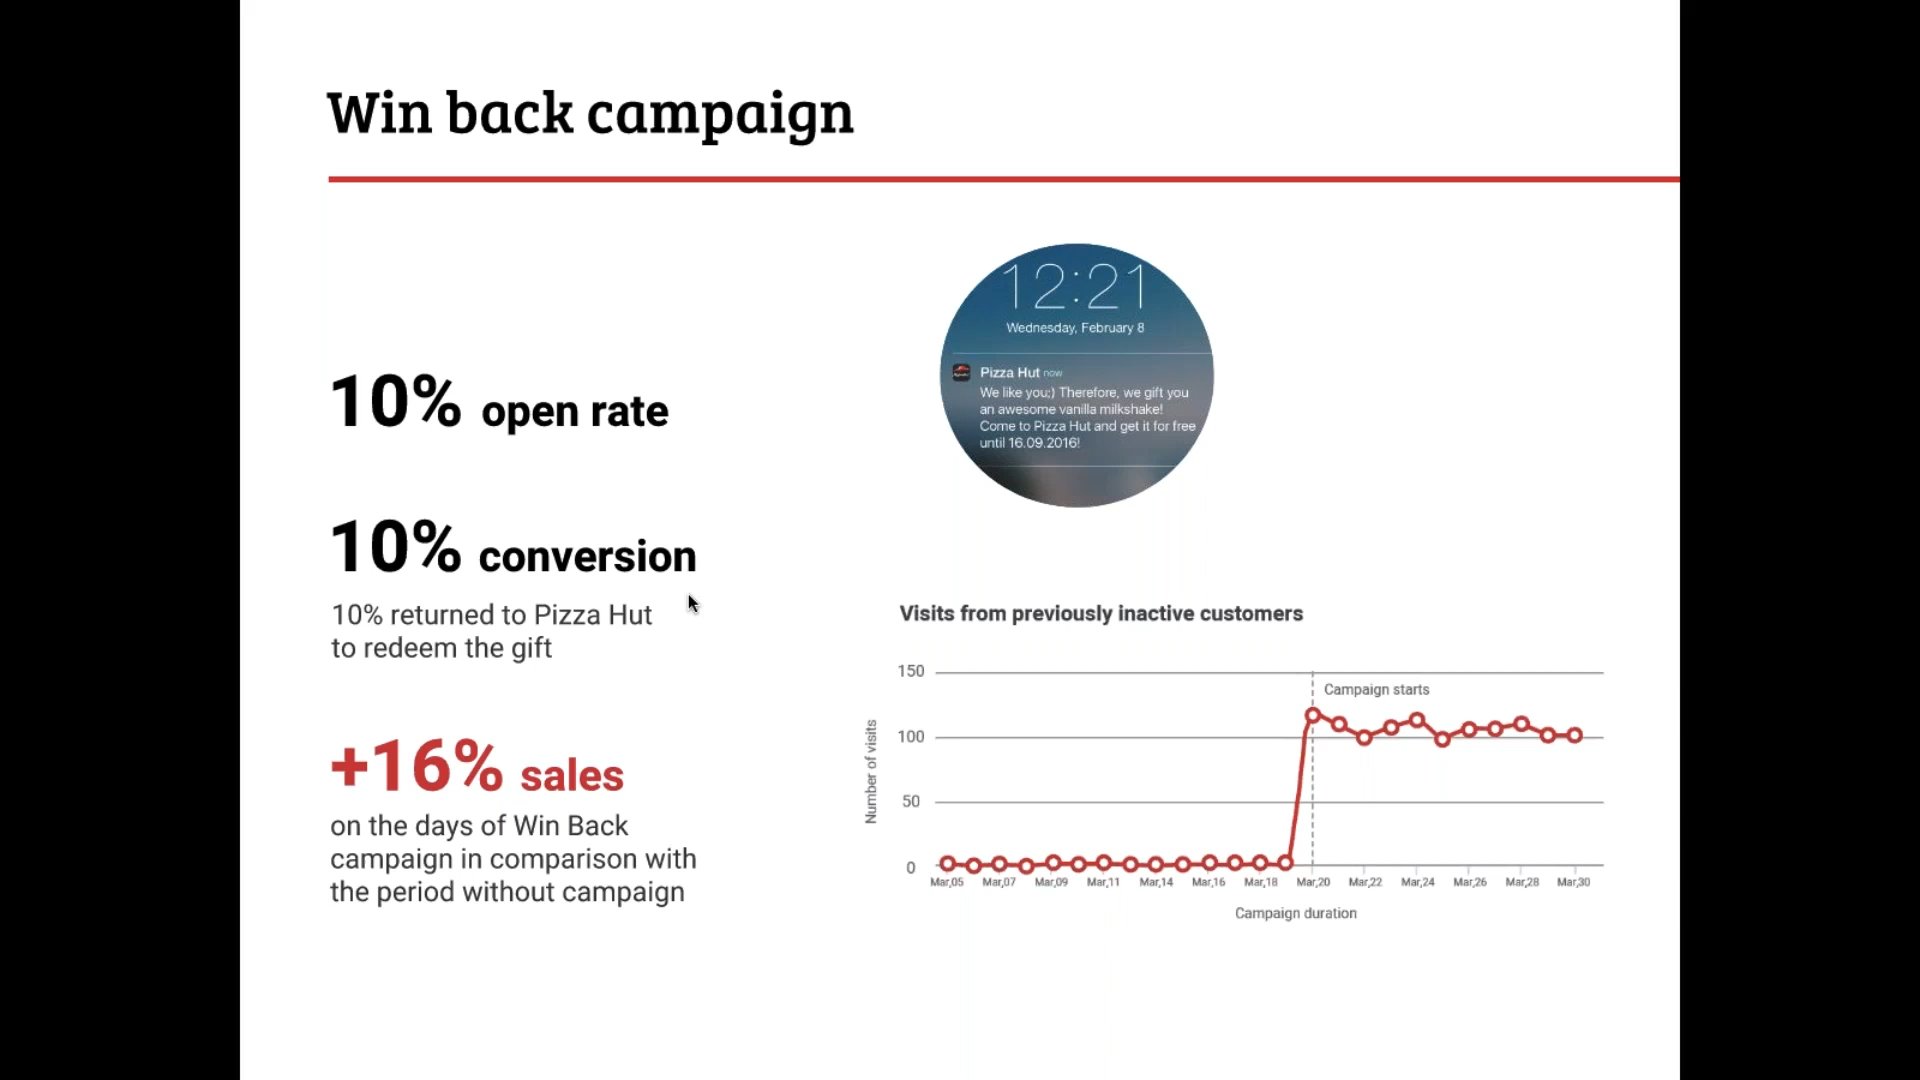 Win back campaign
10% open rate
10% conversion
10% returned to Pizza Hut
to redeem the gift
+16% sales
on the days of Win Back
campaign in comparison with
the period without campaign
12:21
Wednesday, February 8
Pizza Hut now
We like you;) Therefore, we gift you
an awesome vanilla milkshake!
Come to Pizza Hut and get it for free
until 16.09.2016!
Visits from previously inactive customers
Number of visits
150
100
50
0
Campaign starts
Mar,05 Mar,07 Mar,09 Mar,11 Mar,14 Mar,16 Mar,18 Mar,20 Mar,22 Mar,24 Mar,26 Mar,28 Mar,30
Campaign duration